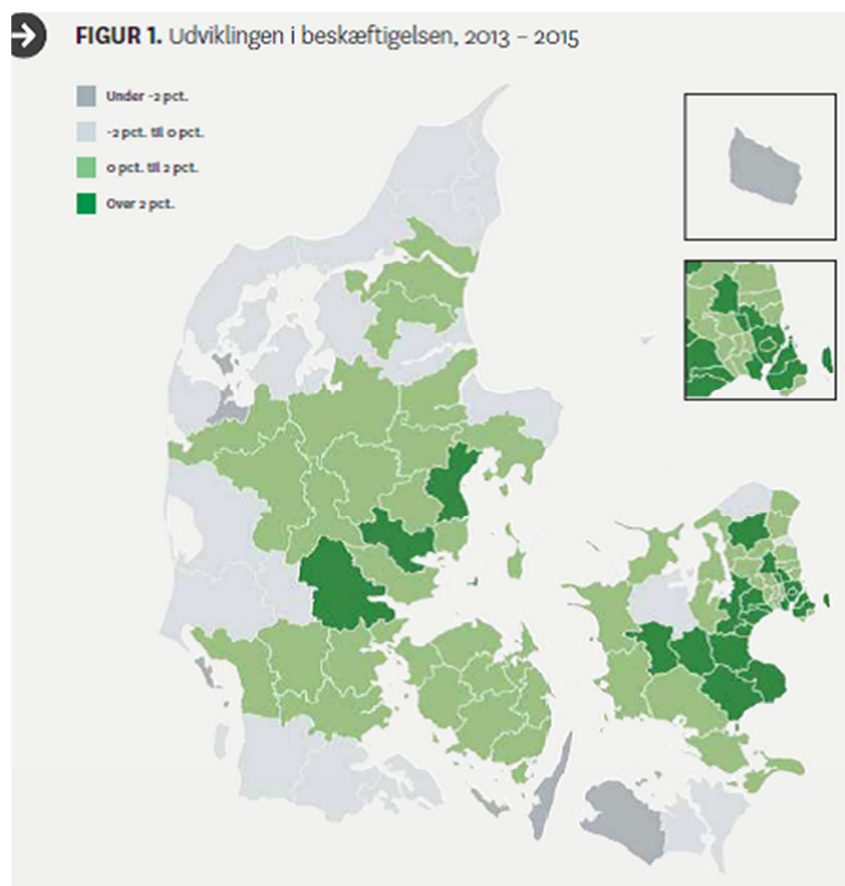 FIGUR 1. Udviklingen i beskæftigelsen, 2013 – 2015
Under -2 pct.
-2 pct. til 0 pct.
0 pct. til 2 pct.
Over 2 pct.